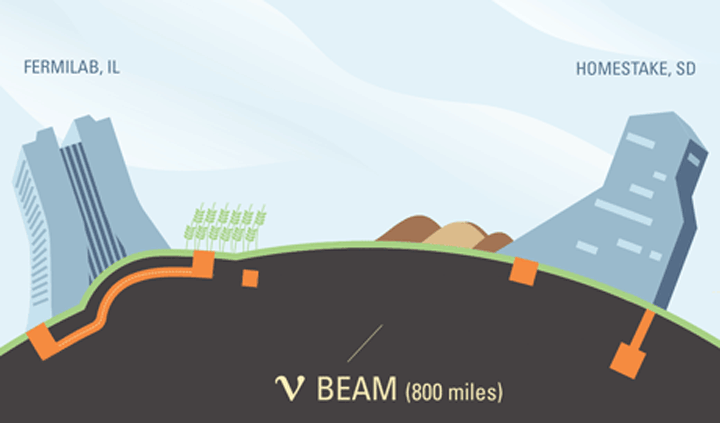 FERMILAB, IL
HOMESTAKE, SD
ν BEAM (800 miles)